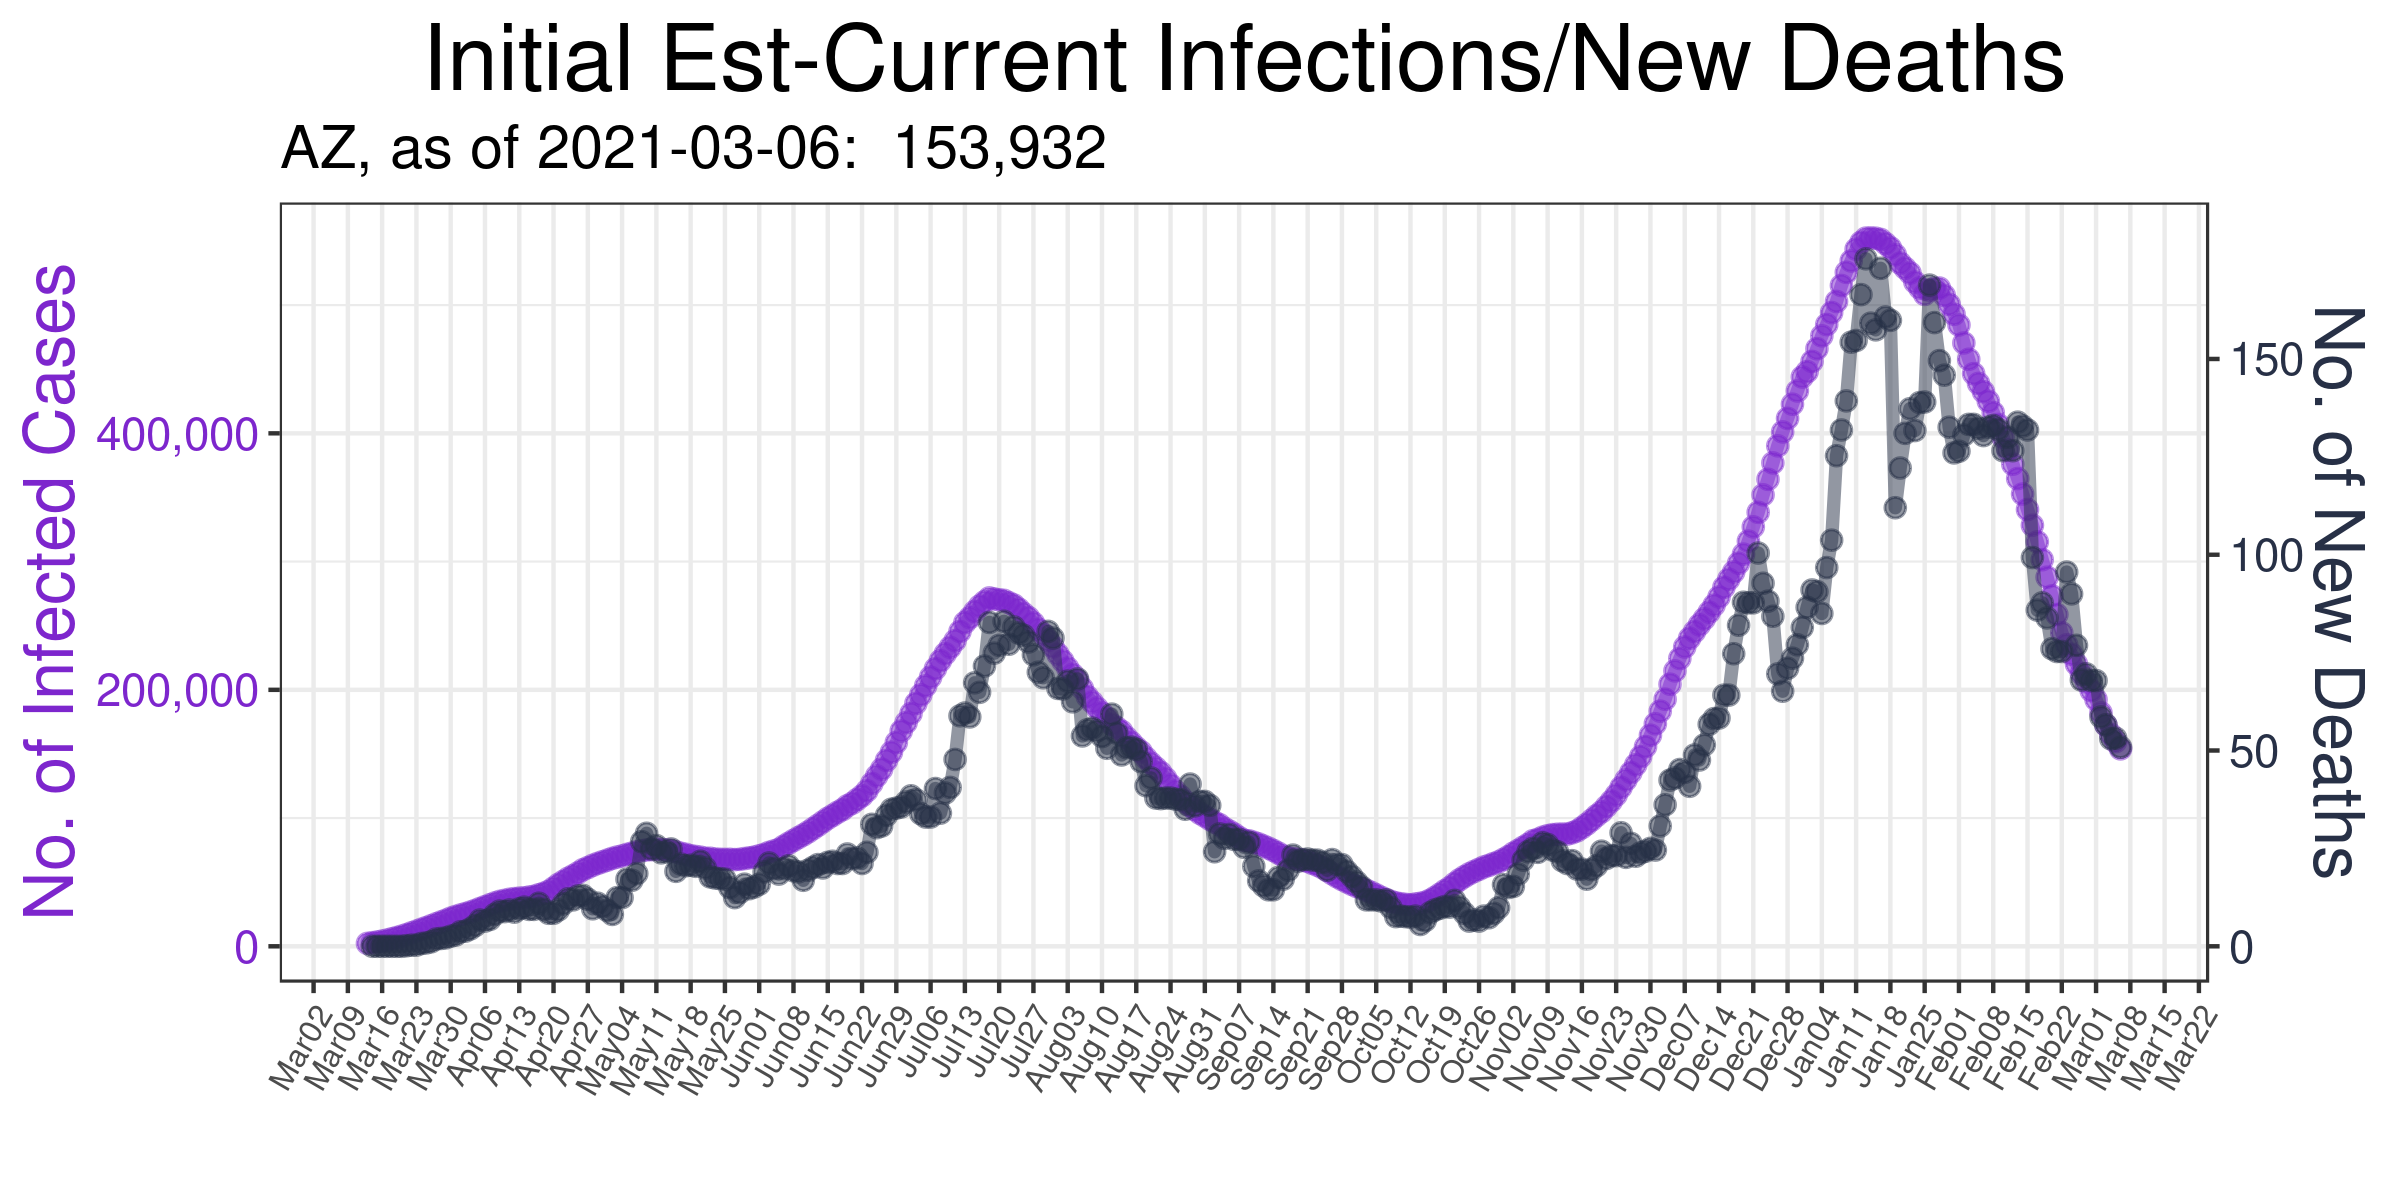 Initial Est-Current Infections/New Deaths
AZ, as of 2021-03-06:  153,932
No. of Infected Cases
400,000
200,000
0
150
100
50
0
No. of New Deaths
Mar02
Mar09
Mar16
Mar23
Mar30
Apr06
Apr13
Apr20
Apr27
May04
May11
May18
May25
Jun01
Jun08
Jun15
Jun22
Jun29
Jul06
Jul13
Jul20
Jul27
Aug03
Aug10
Aug17
Aug24
Aug31
Sep07
Sep14
Sep21
Sep28
Oct05
Oct12
Oct19
Oct26
Nov02
Nov09
Nov16
Nov23
Nov30
Dec07
Dec14
Dec21
Dec28
Dec04
Jan11
Jan18
Jan25
Feb01
Feb08
Feb15
Feb22
Mar01
Mar08
Mar15
Mar22